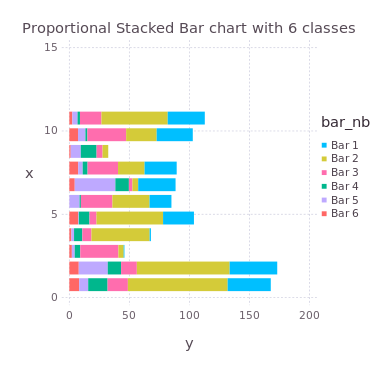 Proportional Stacked Bar chart with 6 classes
15
10
5
0
x
0
50
100
150
200
y
bar_nb
Bar 1
Bar 2
Bar 3
Bar 4
Bar 5
Bar 6